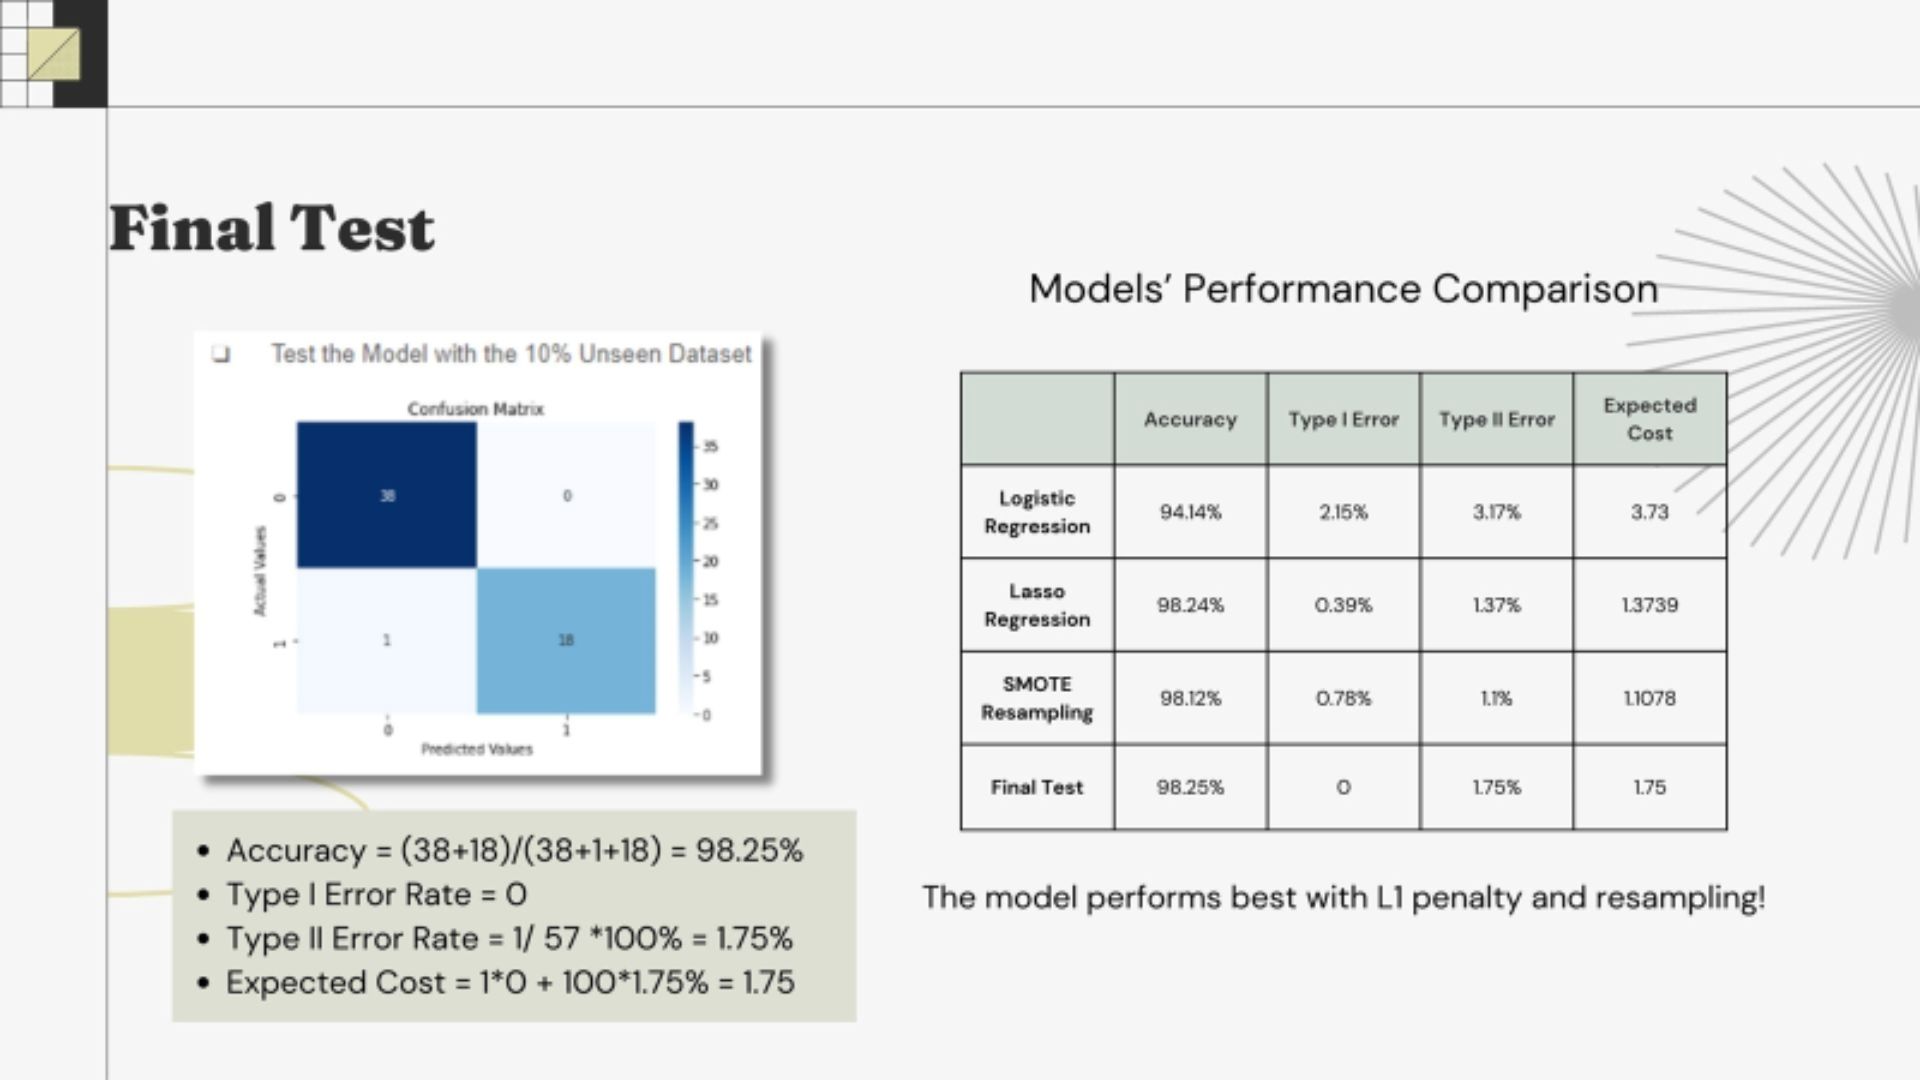 Final Test
❏ Test the Model with the 10% Unseen Dataset
Confusion Matrix
38
0
1
18
0
1
Actual Values
0
1
Predicted Values
35
30
25
20
15
10
5
0
• Accuracy = (38+18)/(38+1+18) = 98.25%
• Type I Error Rate = 0
• Type II Error Rate = 1/ 57 *100% = 1.75%
• Expected Cost = 1*0 + 100*1.75% = 1.75
Models’ Performance Comparison
Accuracy
Type I Error
Type II Error
Expected
Cost
Logistic
Regression
94.14%
2.15%
3.17%
3.73
Lasso
Regression
98.24%
0.39%
1.37%
1.3739
SMOTE
Resampling
98.12%
0.78%
1.1%
1.1078
Final Test
98.25%
0
1.75%
1.75
The model performs best with L1 penalty and resampling!